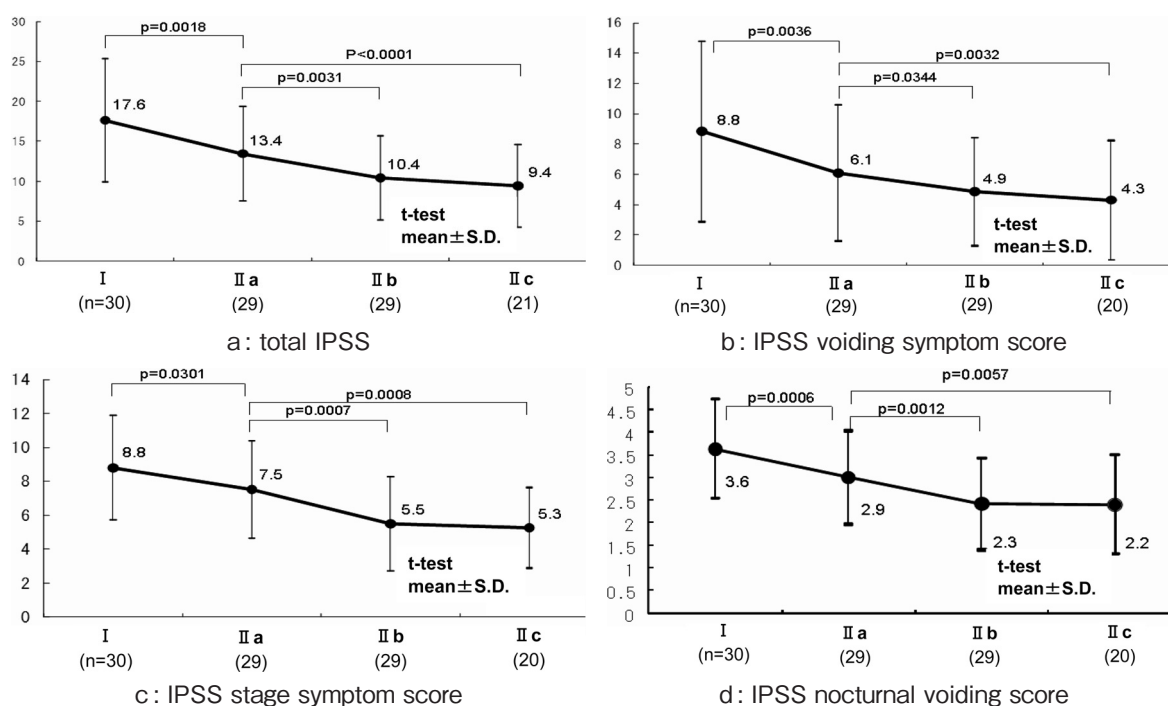 p=0.0018
P<0.0001
p=0.0031
30
25
20
15
10
5
0
17.6
13.4
10.4
9.4
t-test
mean±S.D.
I Ⅱa Ⅱb Ⅱc
(n=30) (29) (29) (21)
a: total IPSS
p=0.0036
p=0.0032
p=0.0344
16
14
12
10
8
6
4
2
0
8.8
6.1
4.9
4.3
t-test
mean±S.D.
I Ⅱa Ⅱb Ⅱc
(n=30) (29) (29) (20)
b: IPSS voiding symptom score
p=0.0301
p=0.0008
p=0.0007
14
12
10
8
6
4
2
0
8.8
7.5
5.5
5.3
t-test
mean±S.D.
I Ⅱa Ⅱb Ⅱc
(n=30) (29) (29) (20)
c: IPSS stage symptom score
p=0.0057
p=0.0006
p=0.0012
5
4.5
4
3.5
3
2.5
2
1.5
1
0.5
0
3.6
2.9
2.3
2.2
t-test
mean±S.D.
I Ⅱa Ⅱb Ⅱc
(n=30) (29) (29) (20)
d: IPSS nocturnal voiding score